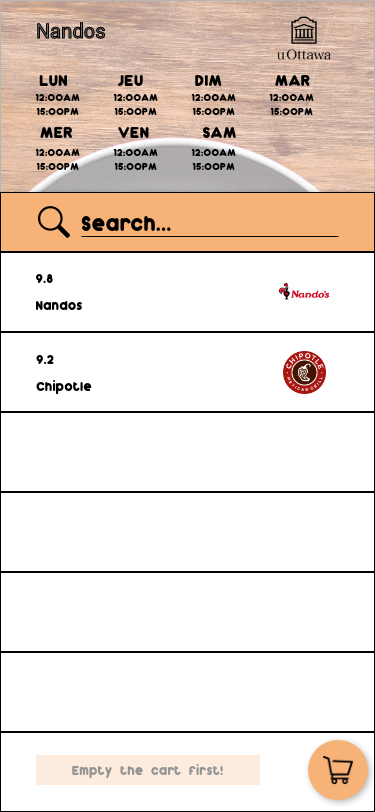 Nandos
uOttawa
LUN JEU DIM MAR
12:00AM 12:00AM 12:00AM 12:00AM
15:00PM 15:00PM 15:00PM 15:00PM
MER VEN SAM
12:00AM 12:00AM 12:00AM
15:00PM 15:00PM 15:00PM
Search...
9.8
Nandos
Nando's
9.2
Chipotle
CHIPOTLE
MEXICAN GRILL
Empty the cart first!